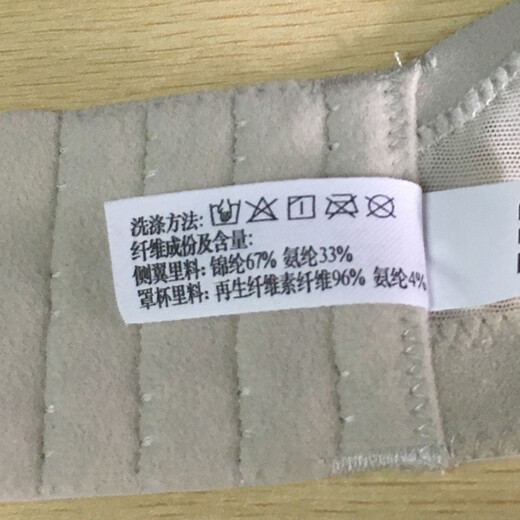 洗涤方法:
纤维成份及含量:
侧翼里料: 锦纶67% 氨纶33%
罩杯里料: 再生纤维素纤维96% 氨纶4%